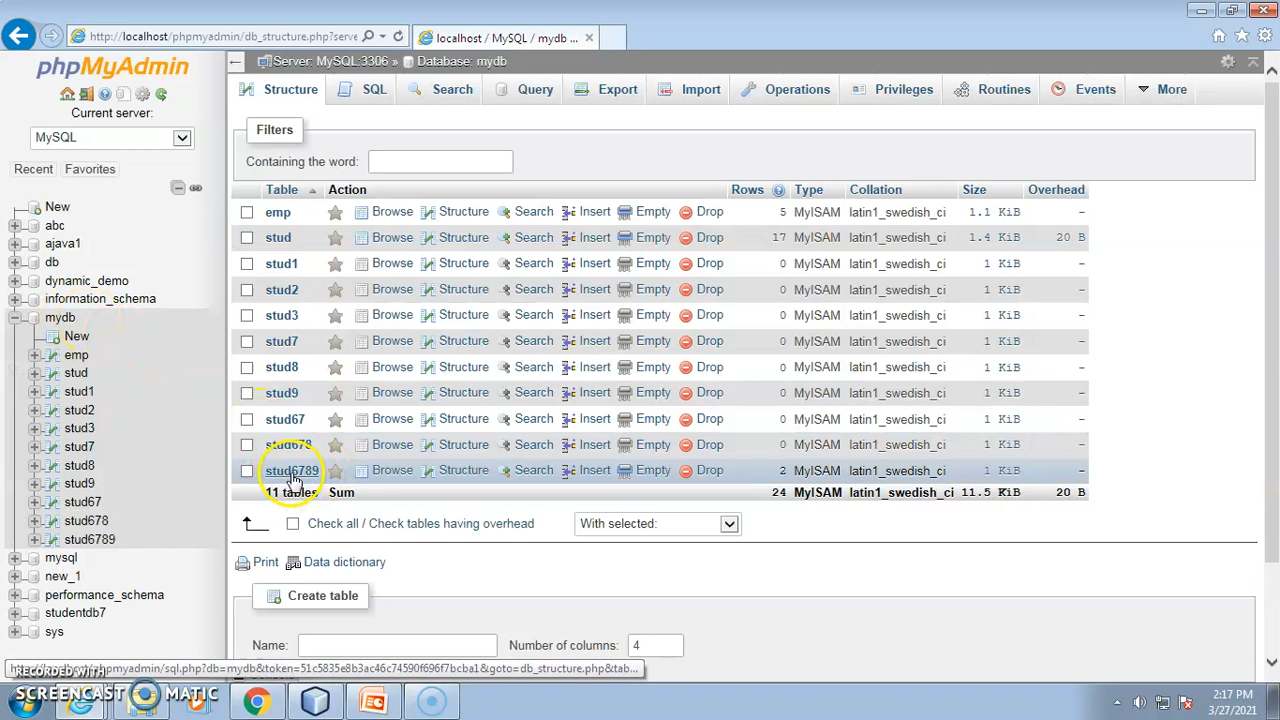 http://localhost/phpmyadmin/db_structure.php?serve
localhost / MySQL / mydb ...
phpMyAdmin
Current server:
MySQL
Recent Favorites
New
abc
ajava1
db
dynamic_demo
information_schema
mydb
New
emp
stud
stud1
stud2
stud3
stud7
stud8
stud9
stud67
stud678
stud6789
mysql
new_1
performance_schema
studentdb7
sys
Server: MySQL:3306 » Database: mydb
Structure SQL Search Query Export Import Operations Privileges Routines Events More
Filters
Containing the word:
Table Action Rows Type Collation Size Overhead
emp Browse Structure Search Insert Empty Drop 5 MyISAM latin1_swedish_ci 1.1 KiB -
stud Browse Structure Search Insert Empty Drop 17 MyISAM latin1_swedish_ci 1.4 KiB 20 B
stud1 Browse Structure Search Insert Empty Drop 0 MyISAM latin1_swedish_ci 1 KiB -
stud2 Browse Structure Search Insert Empty Drop 0 MyISAM latin1_swedish_ci 1 KiB -
stud3 Browse Structure Search Insert Empty Drop 0 MyISAM latin1_swedish_ci 1 KiB -
stud7 Browse Structure Search Insert Empty Drop 0 MyISAM latin1_swedish_ci 1 KiB -
stud8 Browse Structure Search Insert Empty Drop 0 MyISAM latin1_swedish_ci 1 KiB -
stud9 Browse Structure Search Insert Empty Drop 0 MyISAM latin1_swedish_ci 1 KiB -
stud67 Browse Structure Search Insert Empty Drop 0 MyISAM latin1_swedish_ci 1 KiB -
stud678 Browse Structure Search Insert Empty Drop 0 MyISAM latin1_swedish_ci 1 KiB -
stud6789 Browse Structure Search Insert Empty Drop 2 MyISAM latin1_swedish_ci 1 KiB -
11 tables Sum 24 MyISAM latin1_swedish_ci 11.5 KiB 20 B
Check all / Check tables having overhead With selected:
Print Data dictionary
Create table
Name: Number of columns: 4
RECORDED WITH
SCREENCAST MATIC
2:17 PM
3/27/2021